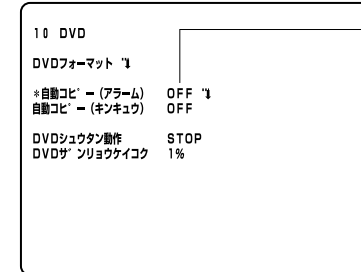 10 DVD
DVDフォーマット ⮧
*自動コピー(アラーム) OFF ⮧
自動コピー(キンキュウ) OFF
DVDシュウタン動作 STOP
DVDザンリョウケイコク 1%